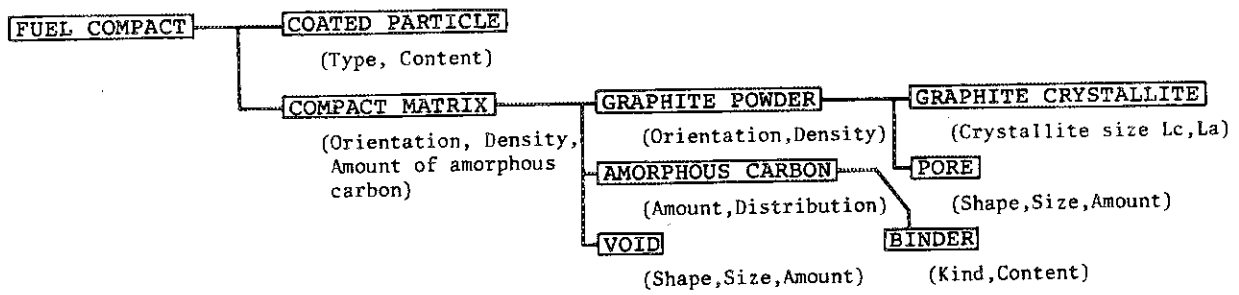 FUEL COMPACT
COATED PARTICLE
(Type, Content)
COMPACT MATRIX
(Orientation, Density,
Amount of amorphous
carbon)
GRAPHITE POWDER
(Orientation,Density)
AMORPHOUS CARBON
(Amount,Distribution)
VOID
(Shape,Size,Amount)
GRAPHITE CRYSTALLITE
(Crystallite size Lc,La)
PORE
(Shape,Size,Amount)
BINDER
(Kind,Content)